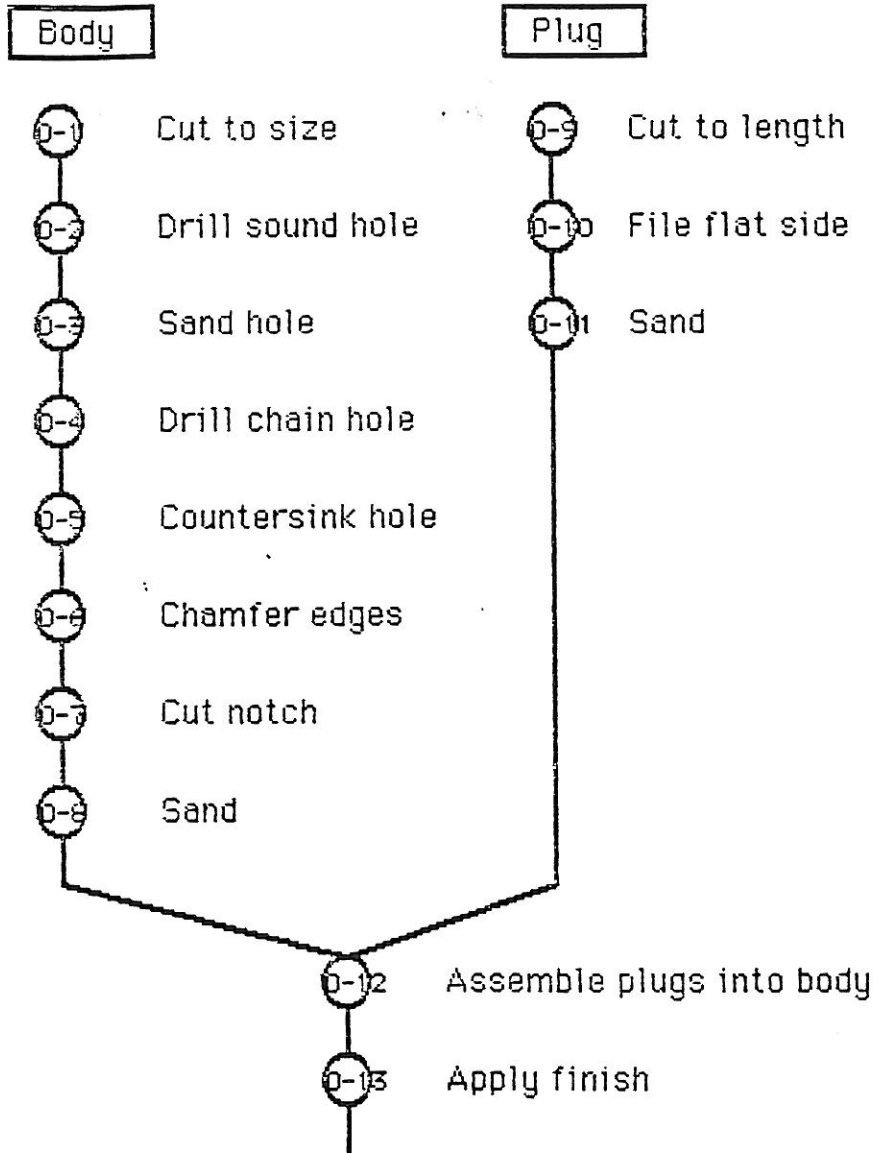 Body
O-1 Cut to size
O-2 Drill sound hole
O-3 Sand hole
O-4 Drill chain hole
O-5 Countersink hole
O-6 Chamfer edges
O-7 Cut notch
O-8 Sand
Plug
O-9 Cut to length
O-10 File flat side
O-11 Sand
O-12 Assemble plugs into body
O-13 Apply finish